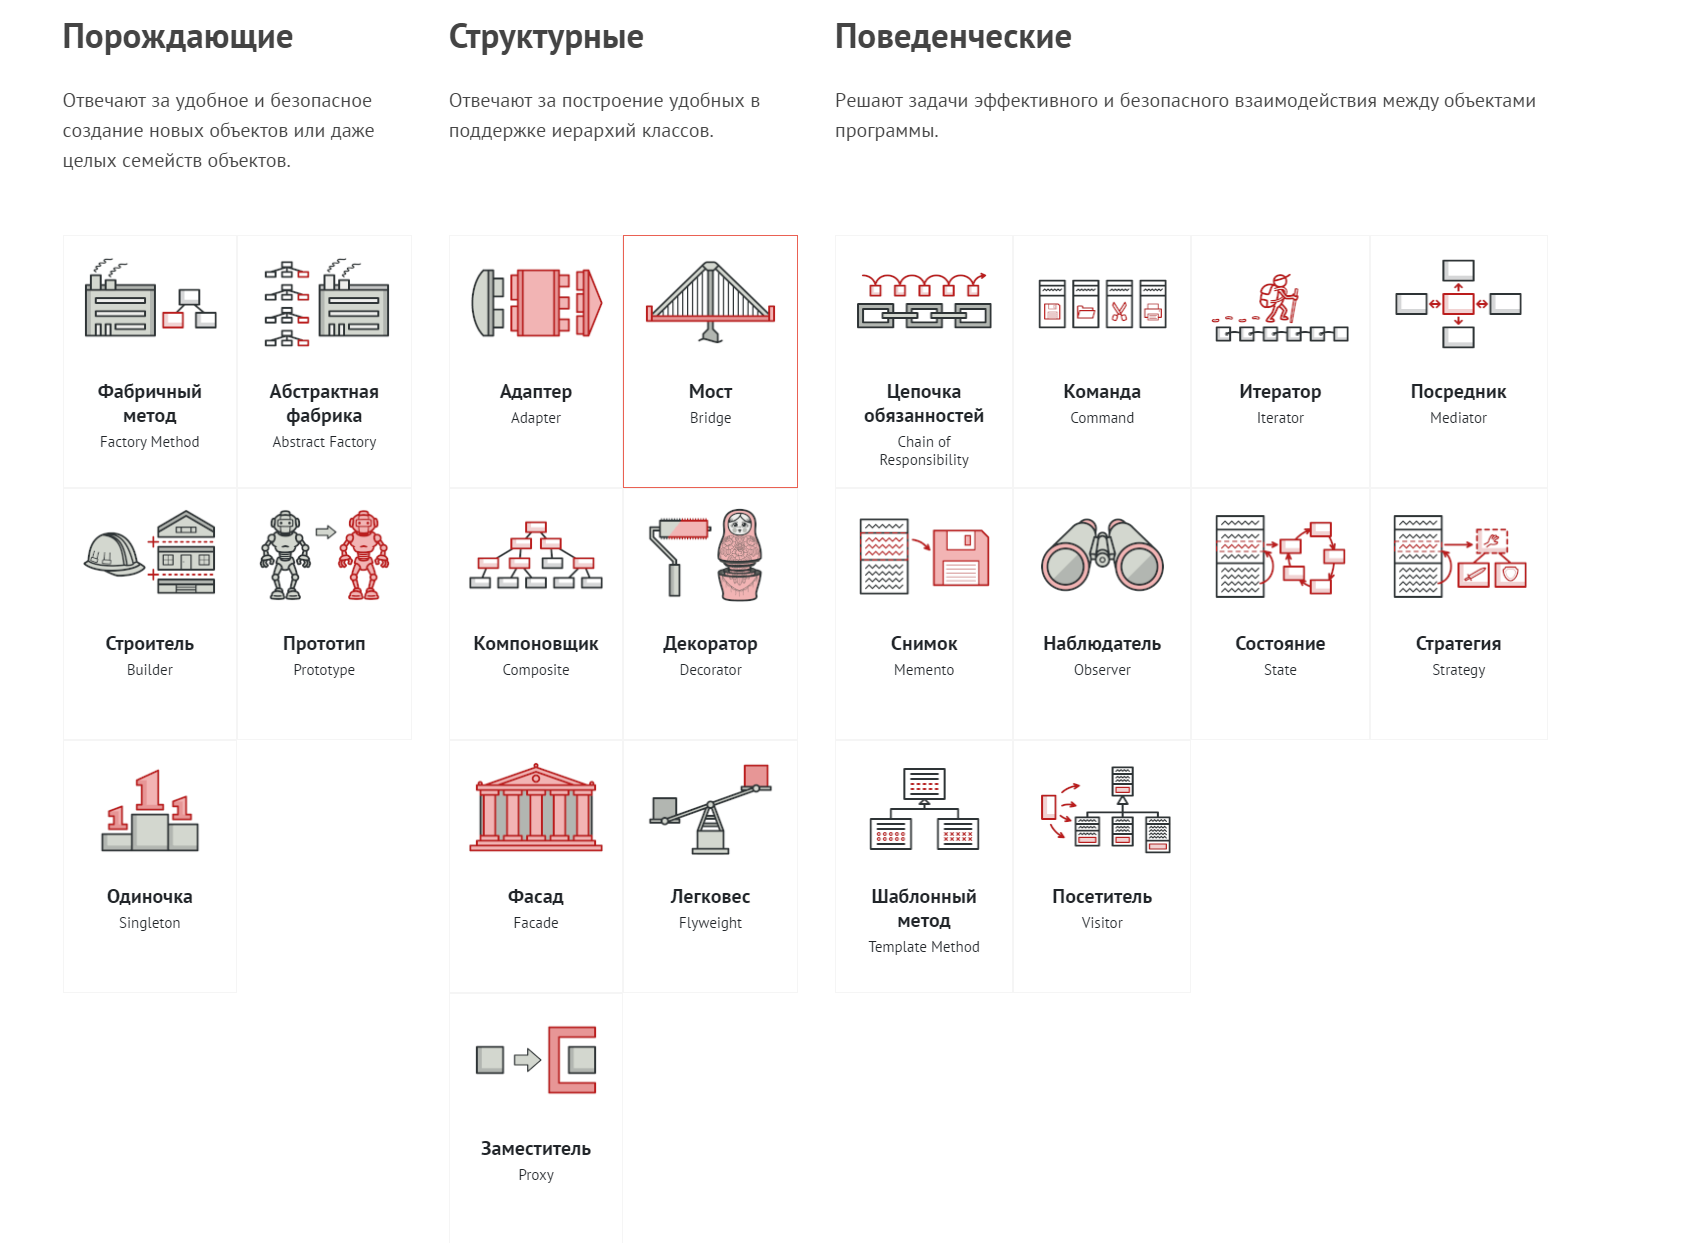 Порождающие
Отвечают за удобное и безопасное
создание новых объектов или даже
целых семейств объектов.
Фабричный
метод
Factory Method
Абстрактная
фабрика
Abstract Factory
Строитель
Builder
Прототип
Prototype
Одиночка
Singleton
Структурные
Отвечают за построение удобных в
поддержке иерархий классов.
Адаптер
Adapter
Мост
Bridge
Компоновщик
Composite
Декоратор
Decorator
Фасад
Facade
Легковес
Flyweight
Заместитель
Proxy
Поведенческие
Решают задачи эффективного и безопасного взаимодействия между объектами
программы.
Цепочка
обязанностей
Chain of
Responsibility
Команда
Command
Итератор
Iterator
Посредник
Mediator
Снимок
Memento
Наблюдатель
Observer
Состояние
State
Стратегия
Strategy
Шаблонный
метод
Template Method
Посетитель
Visitor